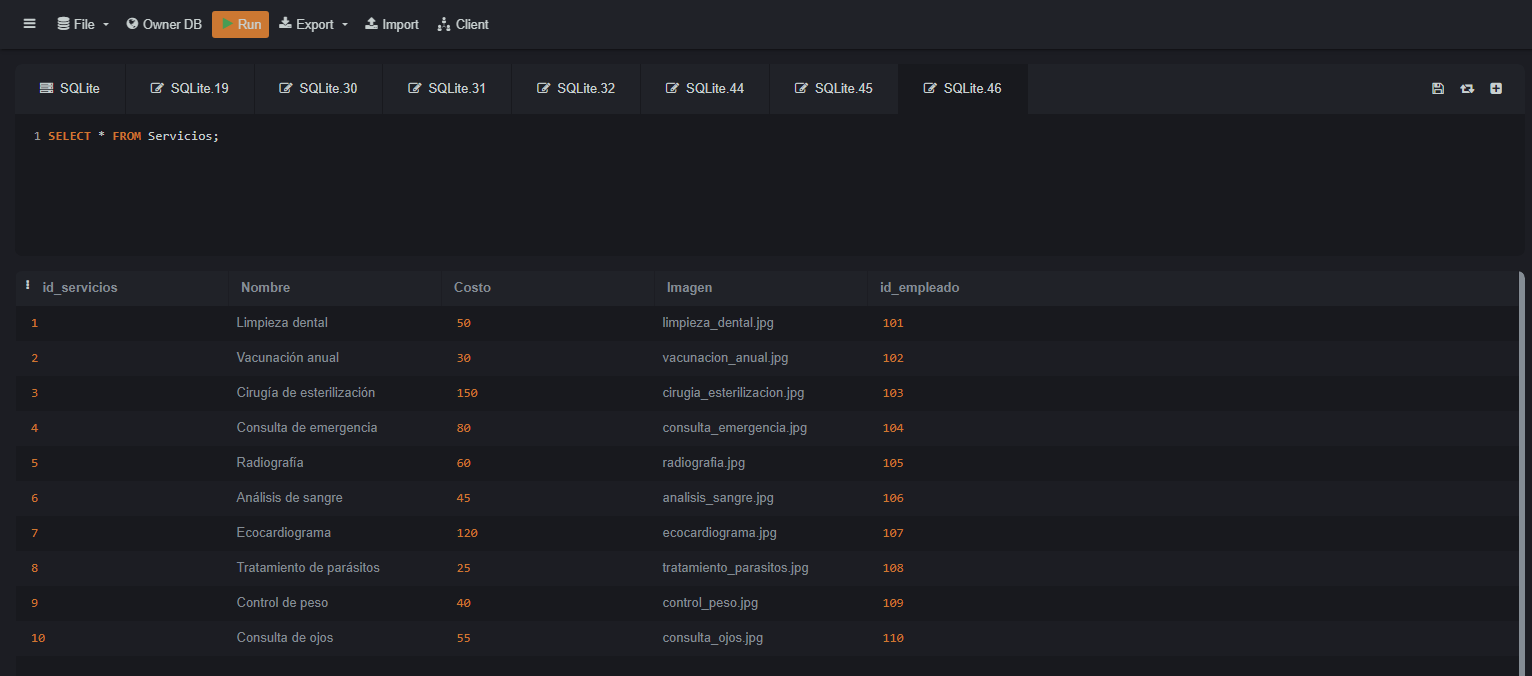 File Owner DB Run Export Import Client
SQLite SQLite.19 SQLite.30 SQLite.31 SQLite.32 SQLite.44 SQLite.45 SQLite.46
1 SELECT * FROM Servicios;
id_servicios Nombre Costo Imagen id_empleado
1 Limpieza dental 50 limpieza_dental.jpg 101
2 Vacunación anual 30 vacunacion_anual.jpg 102
3 Cirugía de esterilización 150 cirugia_esterilizacion.jpg 103
4 Consulta de emergencia 80 consulta_emergencia.jpg 104
5 Radiografía 60 radiografia.jpg 105
6 Análisis de sangre 45 analisis_sangre.jpg 106
7 Ecocardiograma 120 ecocardiograma.jpg 107
8 Tratamiento de parásitos 25 tratamiento_parasitos.jpg 108
9 Control de peso 40 control_peso.jpg 109
10 Consulta de ojos 55 consulta_ojos.jpg 110